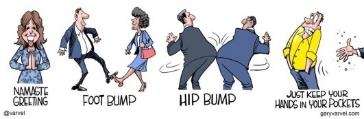 NAMASTE
GREETING
FOOT BUMP
HIP BUMP
JUST KEEP YOUR
HANDS IN YOUR POCKETS
@varvel
garyvarvel.com